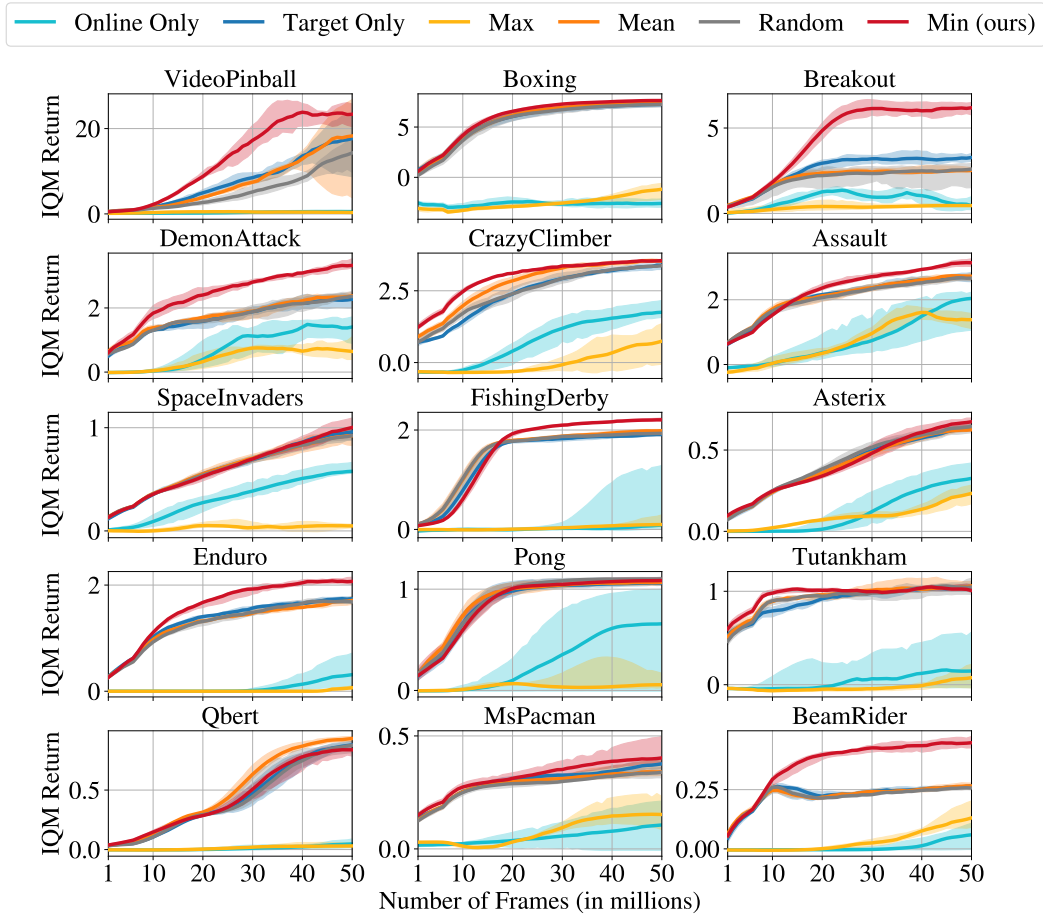 Online Only Target Only Max Mean Random Min (ours)
VideoPinball Boxing Breakout
IQM Return
20
0
5
0
5
0
DemonAttack CrazyClimber Assault
IQM Return
2
0
2.5
0.0
2
0
SpaceInvaders FishingDerby Asterix
IQM Return
1
0
2
0
0.5
0.0
Enduro Pong Tutankham
IQM Return
2
0
1
0
1
0
Qbert MsPacman BeamRider
IQM Return
0.5
0.0
0.5
0.0
0.25
0.00
1 10 20 30 40 50 1 10 20 30 40 50 1 10 20 30 40 50
Number of Frames (in millions)